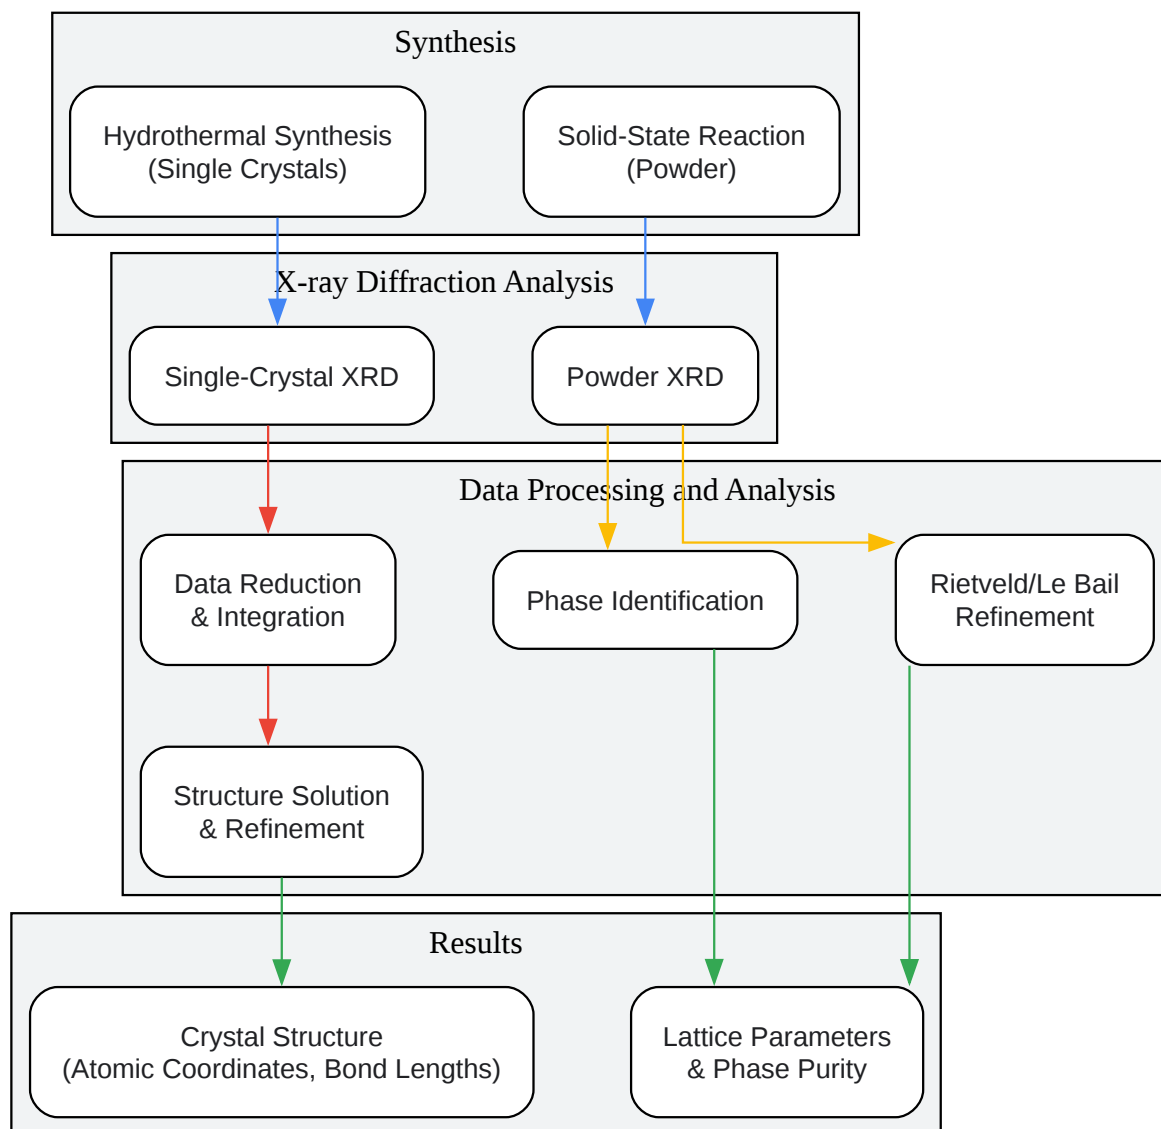 Synthesis
Hydrothermal Synthesis
(Single Crystals)
Solid-State Reaction
(Powder)
X-ray Diffraction Analysis
Single-Crystal XRD
Powder XRD
Data Processing and Analysis
Data Reduction
& Integration
Phase Identification
Rietveld/Le Bail
Refinement
Structure Solution
& Refinement
Results
Crystal Structure
(Atomic Coordinates, Bond Lengths)
Lattice Parameters
& Phase Purity